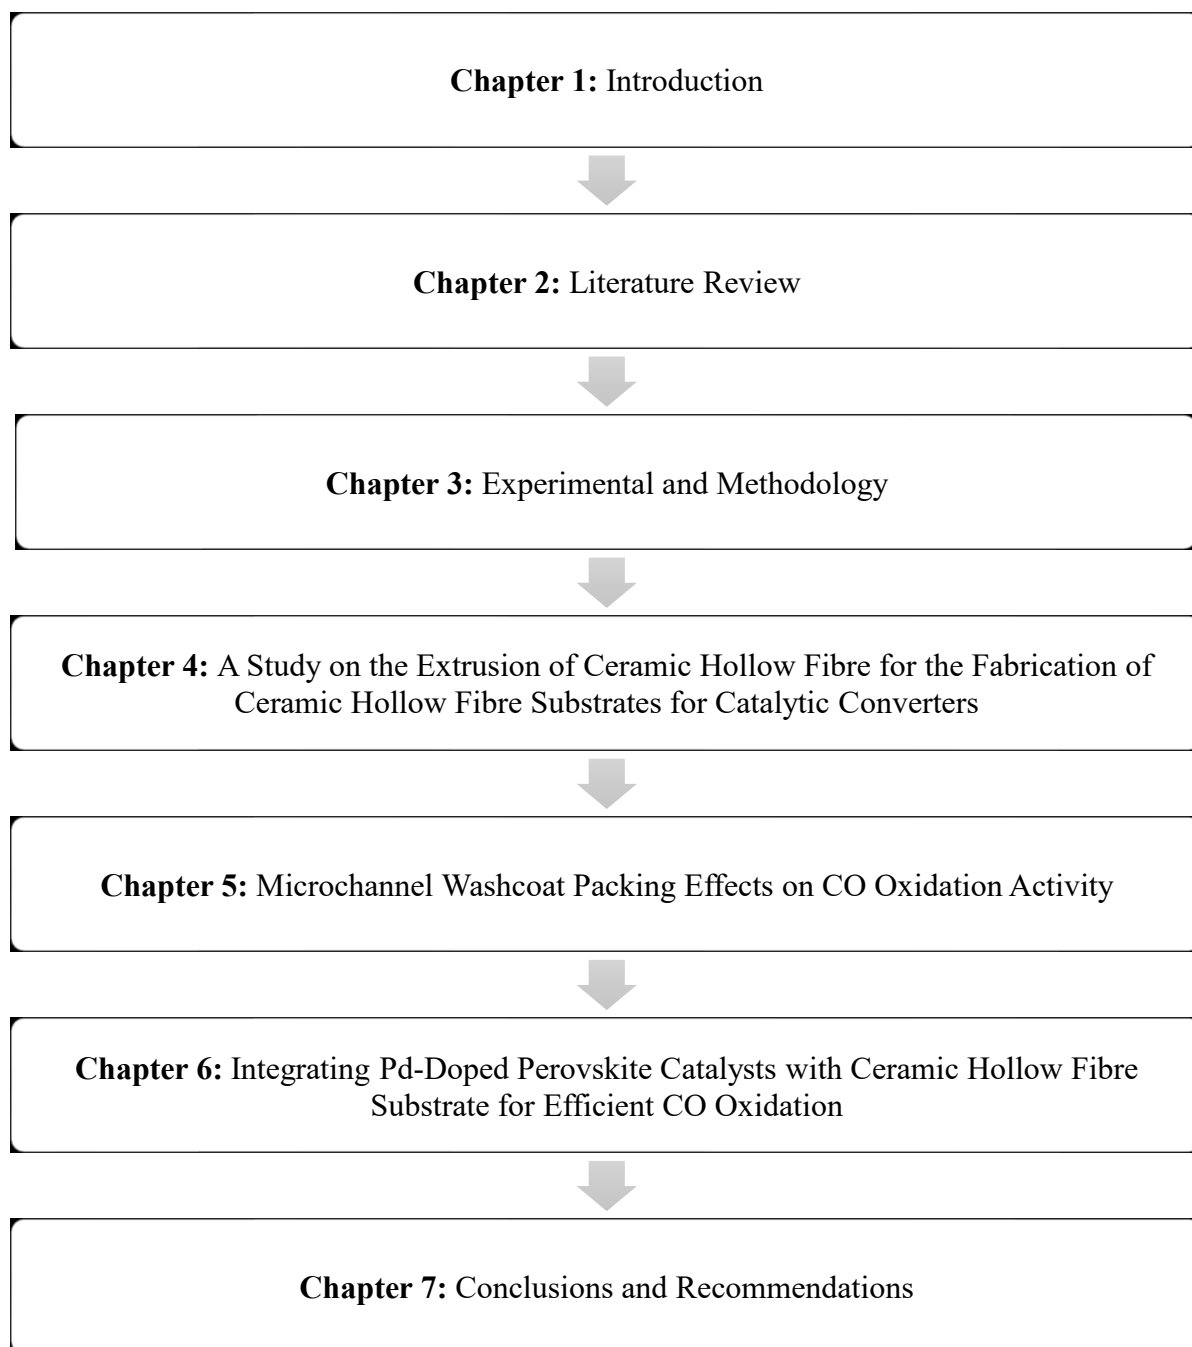 Chapter 1: Introduction
Chapter 2: Literature Review
Chapter 3: Experimental and Methodology
Chapter 4: A Study on the Extrusion of Ceramic Hollow Fibre for the Fabrication of
Ceramic Hollow Fibre Substrates for Catalytic Converters
Chapter 5: Microchannel Washcoat Packing Effects on CO Oxidation Activity
Chapter 6: Integrating Pd-Doped Perovskite Catalysts with Ceramic Hollow Fibre
Substrate for Efficient CO Oxidation
Chapter 7: Conclusions and Recommendations